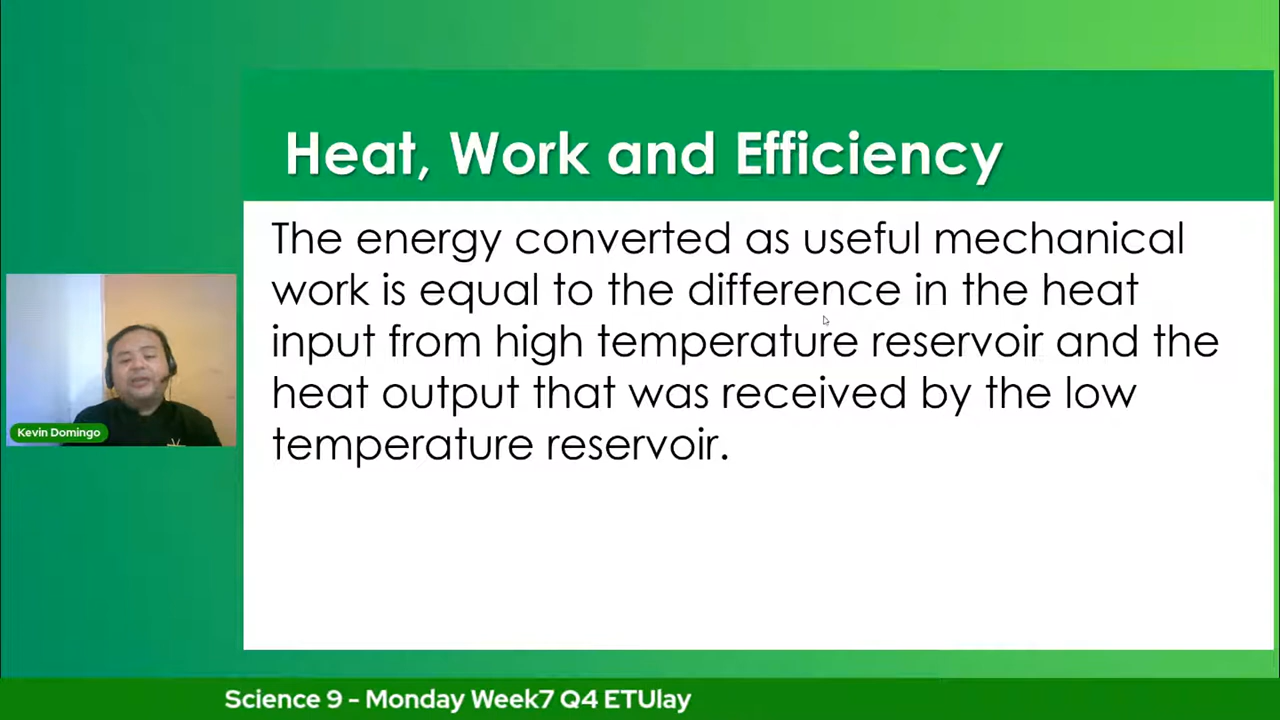 Heat, Work and Efficiency
The energy converted as useful mechanical
work is equal to the difference in the heat
input from high temperature reservoir and the
heat output that was received by the low
temperature reservoir.
Kevin Domingo
Science 9 - Monday Week7 Q4 ETUlay